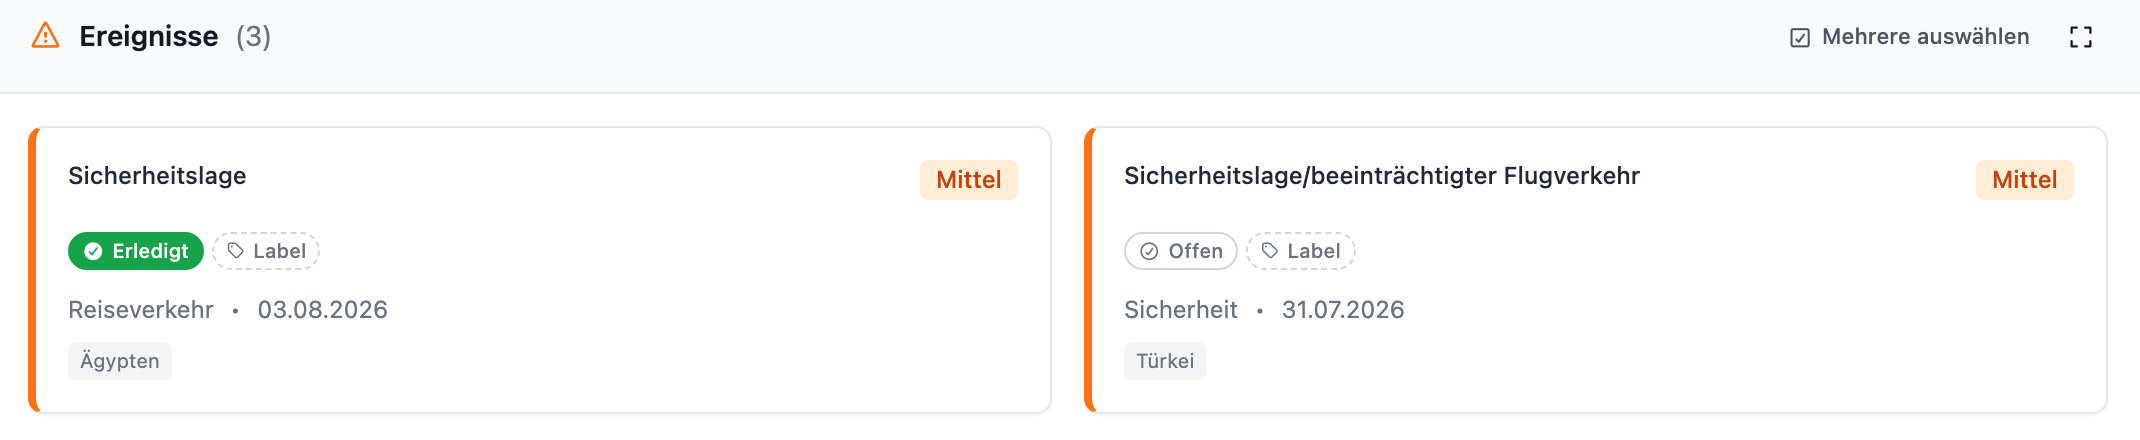 Ereignisse (3)
Mehrere auswählen
Sicherheitslage
Mittel
Erledigt
Label
Reiseverkehr • 03.08.2026
Ägypten
Sicherheitslage/beeinträchtigter Flugverkehr
Mittel
Offen
Label
Sicherheit • 31.07.2026
Türkei